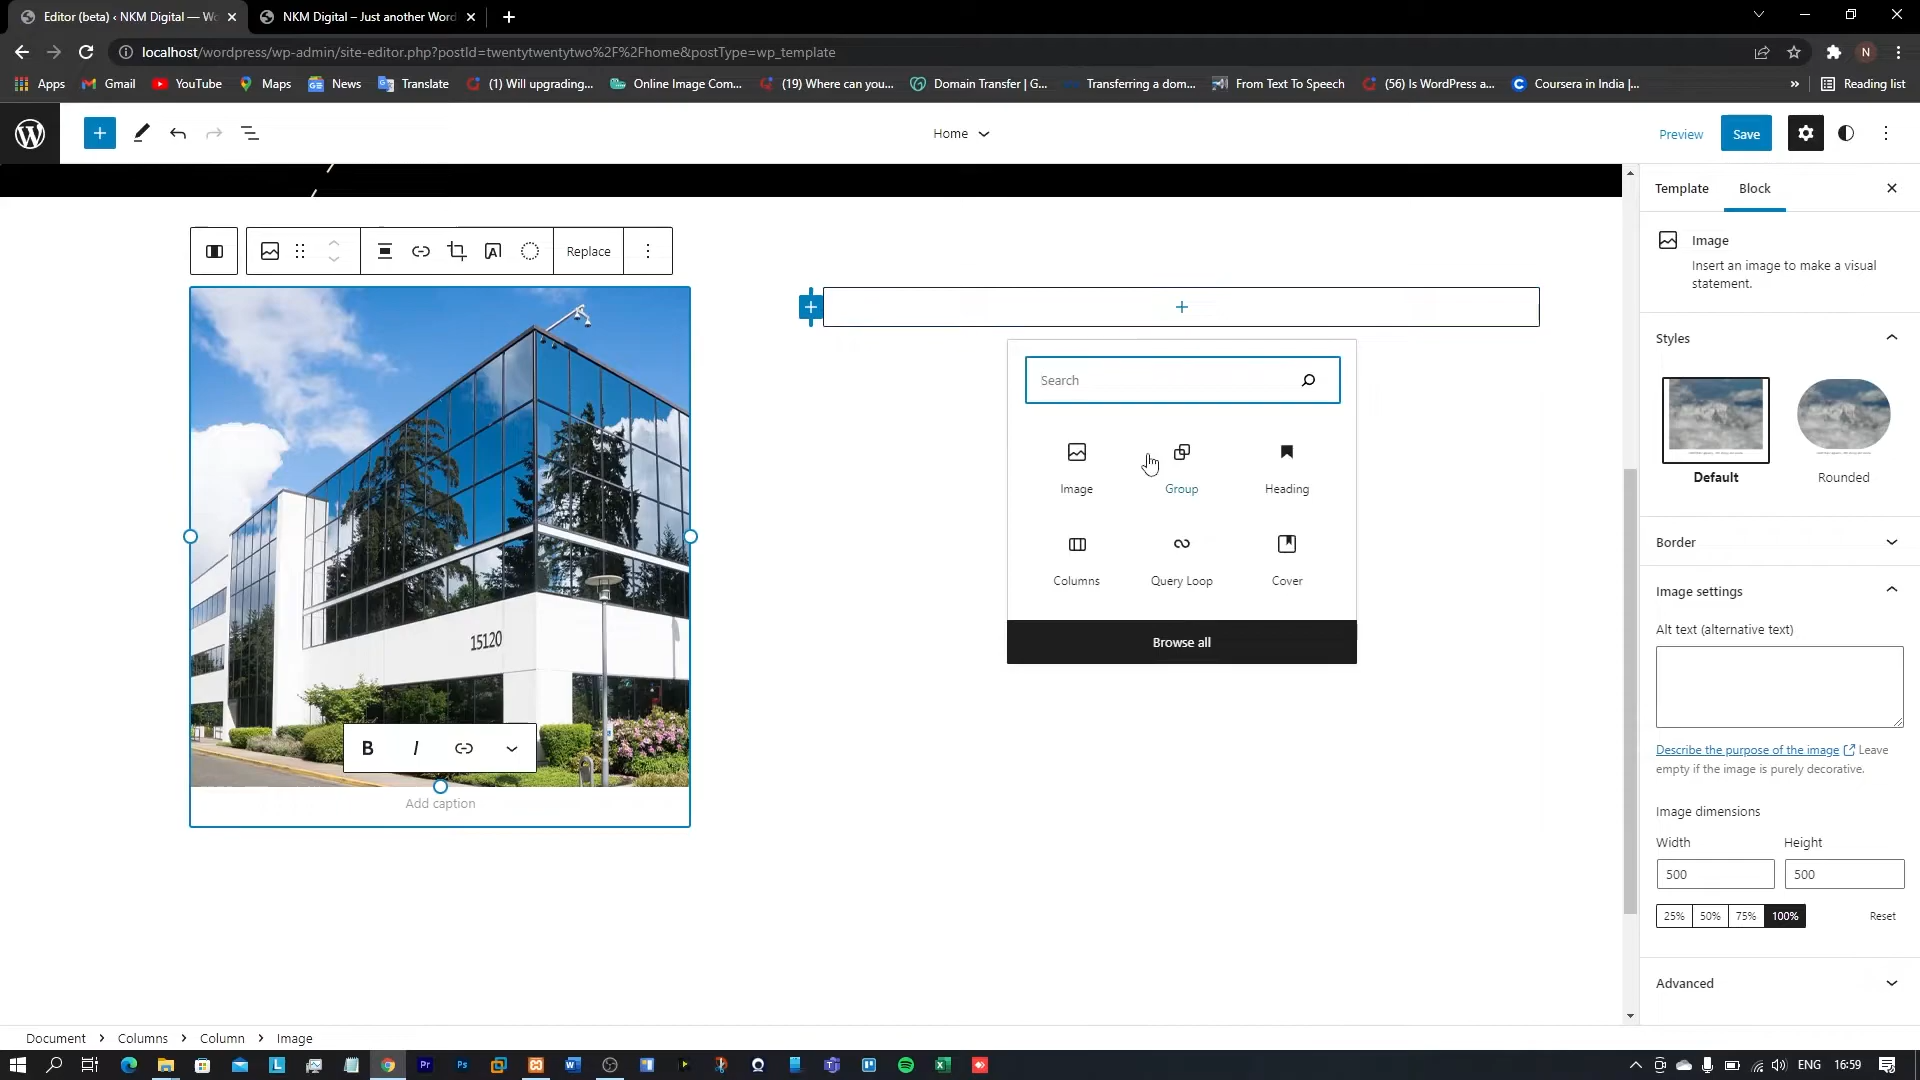 Editor (beta) ‹ NKM Digital — Wo
NKM Digital – Just another Word
localhost/wordpress/wp-admin/site-editor.php?postId=twentytwentytwo%2F%2Fhome&postType=wp_template
N
Apps
Gmail
YouTube
Maps
News
Translate
(1) Will upgrading...
Online Image Com...
(19) Where can you...
Domain Transfer | G...
Transferring a dom...
From Text To Speech
(56) Is WordPress a...
Coursera in India |...
»
Reading list
Home
Preview
Save
Template
Block
Replace
Image
Insert an image to make a visual
statement.
Styles
Default
Rounded
Search
Image
Group
Heading
Columns
Query Loop
Cover
Browse all
15120
B I
Add caption
Border
Image settings
Alt text (alternative text)
Describe the purpose of the image Leave
empty if the image is purely decorative.
Image dimensions
Width
Height
500
500
25%
50%
75%
100%
Reset
Advanced
Document > Columns > Column > Image
ENG
16:59